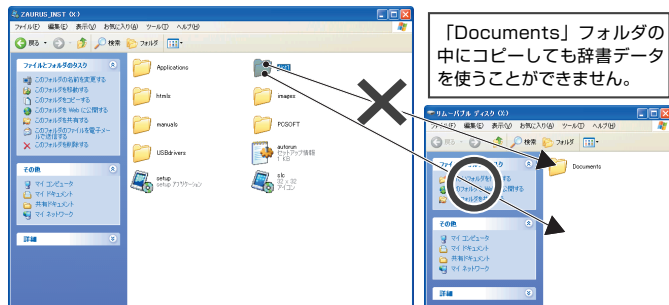 ZAURUS_INST (X:)
ファイル(F) 編集(E) 表示(V) お気に入り(A) ツール(T) ヘルプ(H)
戻る 検索 フォルダ
ファイルとフォルダのタスク
このフォルダの名前を変更する
このフォルダを移動する
このフォルダをコピーする
このフォルダを Web に公開する
このフォルダを共有する
このフォルダのファイルを電子メールで送信する
このフォルダを削除する
その他
マイ コンピュータ
マイ ドキュメント
共有ドキュメント
マイ ネットワーク
詳細
Applications
htmls
images
manuals
PCSOFT
USBdrivers
autorun
セットアップ情報
1 KB
setup
setup アプリケーション
slc
32 x 32
アイコン
「Documents」フォルダの
中にコピーしても辞書データ
を使うことができません。
リムーバブル ディスク (X:)
ファイル(F) 編集(E) 表示(V) お気に入り(A) ツール(T) ヘルプ(H)
戻る 検索 フォルダ
Documents
その他
マイ コンピュータ
マイ ドキュメント
共有ドキュメント
マイ ネットワーク
詳細